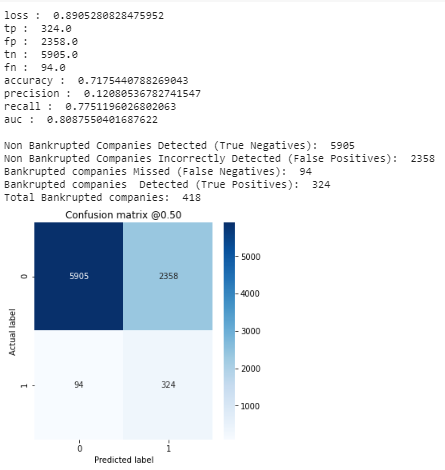 loss :  0.8905280828475952
tp :  324.0
fp :  2358.0
tn :  5905.0
fn :  94.0
accuracy :  0.7175440788269043
precision :  0.12080536782741547
recall :  0.7751196026802063
auc :  0.8087550401687622
Non Bankrupted Companies Detected (True Negatives):  5905
Non Bankrupted Companies Incorrectly Detected (False Positives):  2358
Bankrupted companies Missed (False Negatives):  94
Bankrupted companies  Detected (True Positives):  324
Total Bankrupted companies:  418
Confusion matrix @0.50
Actual label
0
5905
2358
1
94
324
0
1
Predicted label
5000
4000
3000
2000
1000